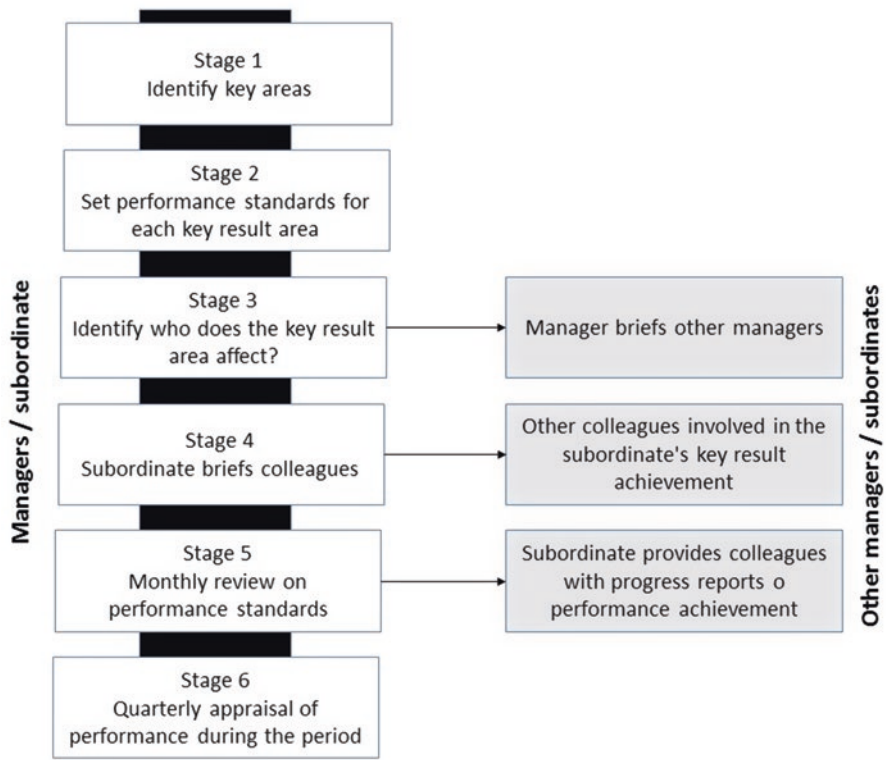 Stage 1
Identify key areas
Stage 2
Set performance standards for
each key result area
Stage 3
Identify who does the key result
area affect?
Manager briefs other managers
Stage 4
Subordinate briefs colleagues
Other colleagues involved in the
subordinate's key result
achievement
Stage 5
Monthly review on
performance standards
Subordinate provides colleagues
with progress reports o
performance achievement
Stage 6
Quarterly appraisal of
performance during the period
Managers / subordinate
Other managers / subordinates